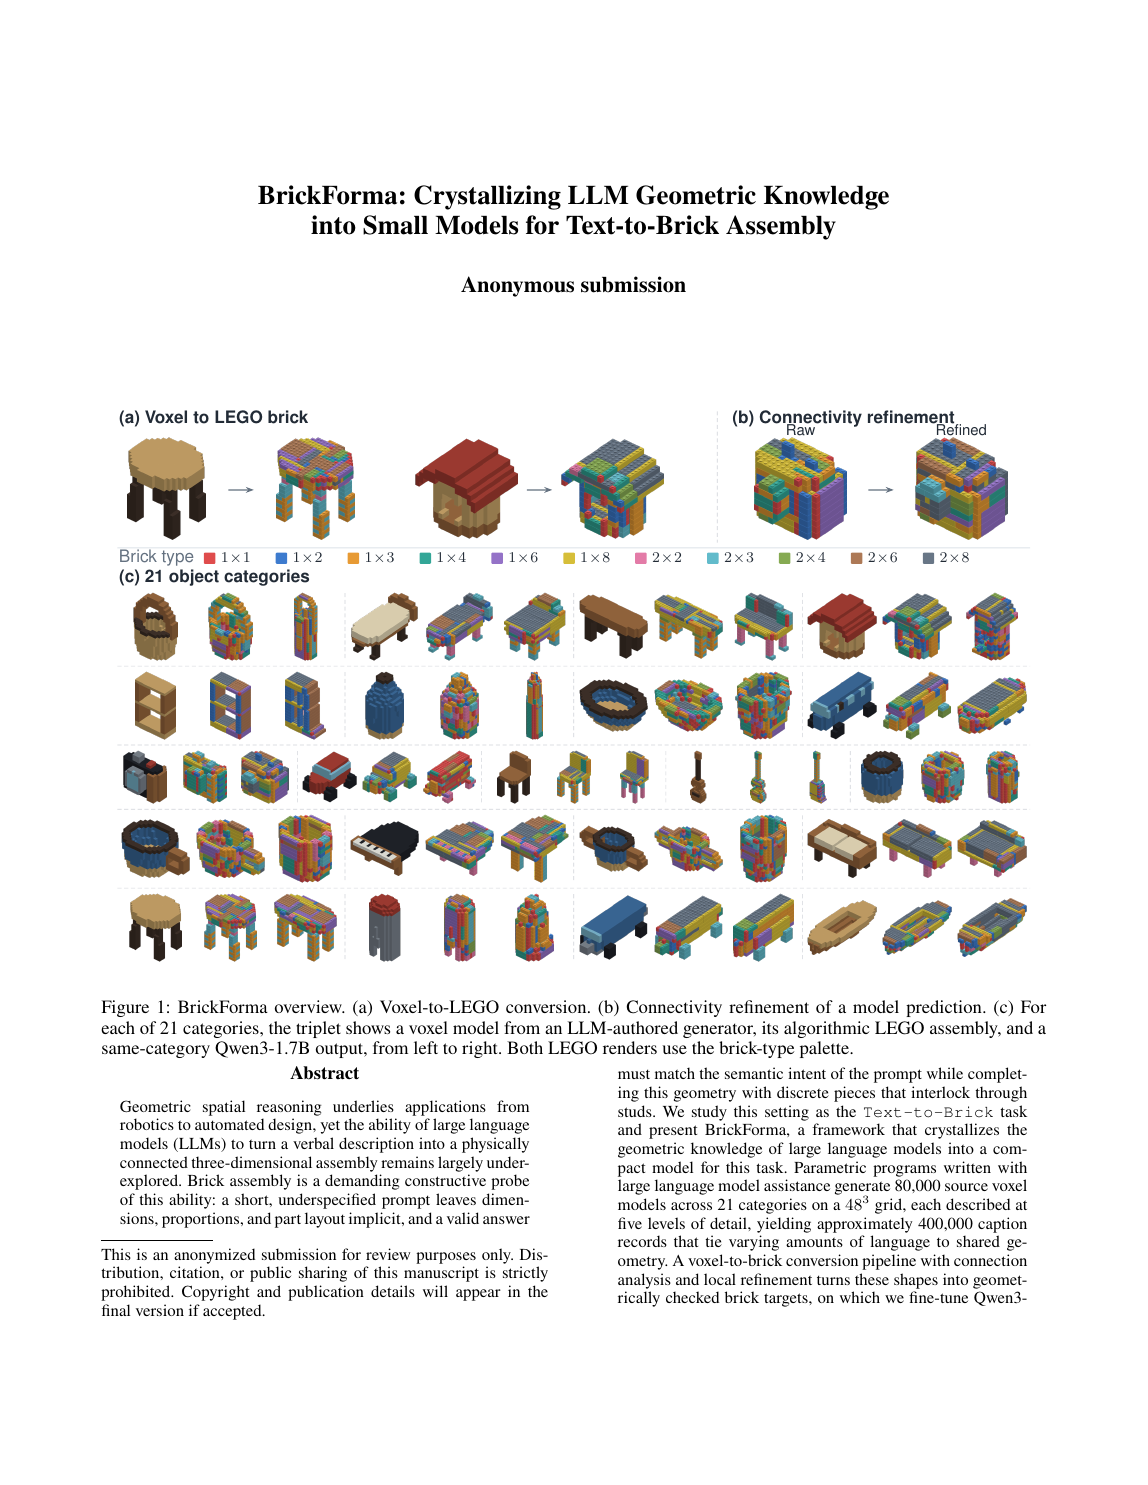 BrickForma: Crystallizing LLM Geometric Knowledge
into Small Models for Text-to-Brick Assembly
Anonymous submission
(a) Voxel to LEGO brick
(b) Connectivity refinement
Raw
Refined
Brick type 1×1 1×2 1×3 1×4 1×6 1×8 2×2 2×3 2×4 2×6 2×8
(c) 21 object categories
Figure 1: BrickForma overview. (a) Voxel-to-LEGO conversion. (b) Connectivity refinement of a model prediction. (c) For
each of 21 categories, the triplet shows a voxel model from an LLM-authored generator, its algorithmic LEGO assembly, and a
same-category Qwen3-1.7B output, from left to right. Both LEGO renders use the brick-type palette.
Abstract
Geometric spatial reasoning underlies applications from
robotics to automated design, yet the ability of large language
models (LLMs) to turn a verbal description into a physically
connected three-dimensional assembly remains largely under-
explored. Brick assembly is a demanding constructive probe
of this ability: a short, underspecified prompt leaves dimen-
sions, proportions, and part layout implicit, and a valid answer
This is an anonymized submission for review purposes only. Dis-
tribution, citation, or public sharing of this manuscript is strictly
prohibited. Copyright and publication details will appear in the
final version if accepted.
must match the semantic intent of the prompt while complet-
ing this geometry with discrete pieces that interlock through
studs. We study this setting as the Text-to-Brick task
and present BrickForma, a framework that crystallizes the
geometric knowledge of large language models into a com-
pact model for this task. Parametric programs written with
large language model assistance generate 80,000 source voxel
models across 21 categories on a 48³ grid, each described at
five levels of detail, yielding approximately 400,000 caption
records that tie varying amounts of language to shared ge-
ometry. A voxel-to-brick conversion pipeline with connection
analysis and local refinement turns these shapes into geomet-
rically checked brick targets, on which we fine-tune Qwen3-